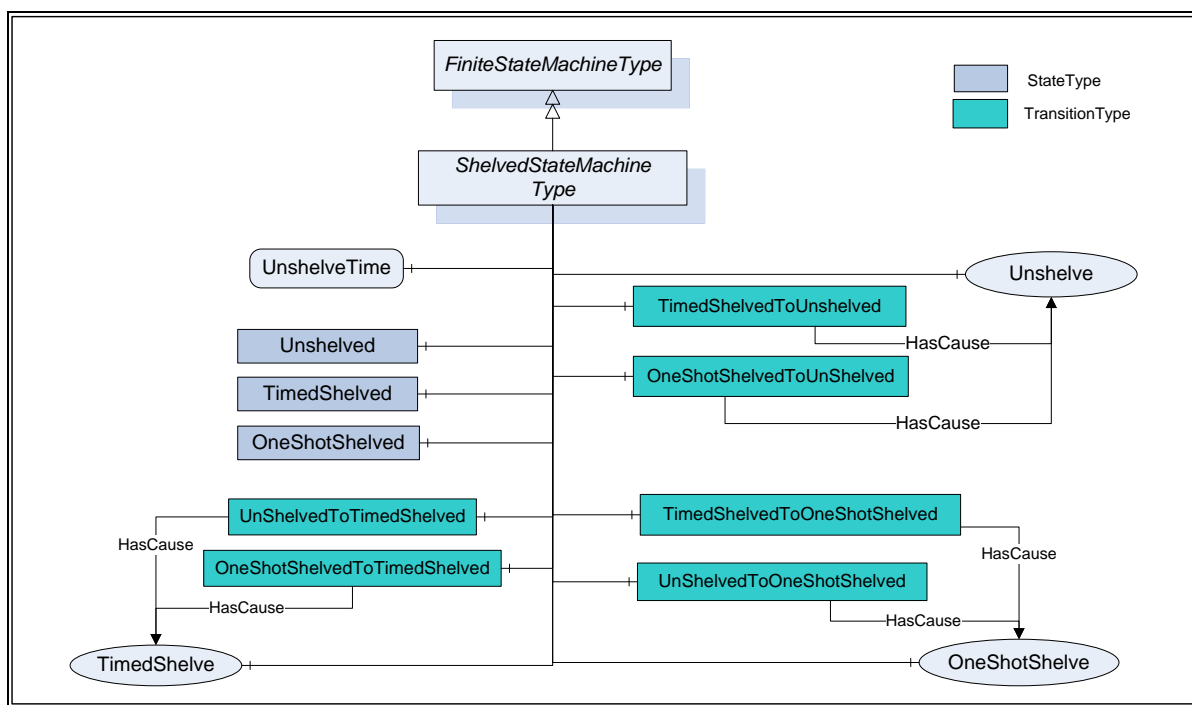 FiniteStateMachineType
StateType
TransitionType
ShelvedStateMachine
Type
UnshelveTime
Unshelve
TimedShelvedToUnshelved
HasCause
Unshelved
OneShotShelvedToUnShelved
TimedShelved
HasCause
OneShotShelved
UnShelvedToTimedShelved
TimedShelvedToOneShotShelved
HasCause
HasCause
OneShotShelvedToTimedShelved
UnShelvedToOneShotShelved
HasCause
HasCause
TimedShelve
OneShotShelve